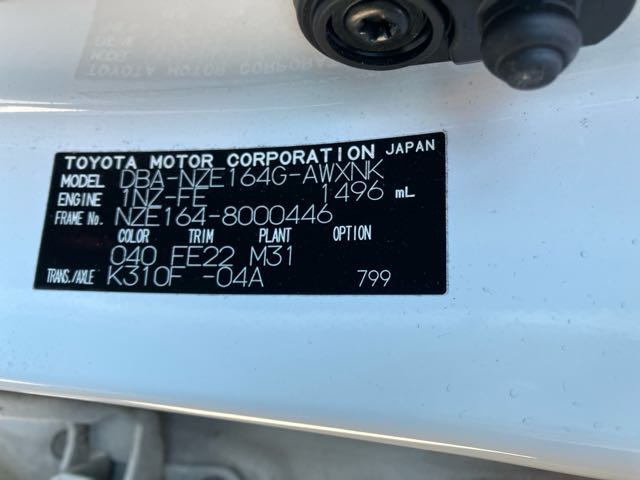 TOYOTA MOTOR CORPORATION JAPAN
MODEL DBA-NZE164G-AWXNK
ENGINE 1NZ-FE 1496 mL
FRAME No. NZE164-8000446
COLOR TRIM PLANT OPTION
040 FE22 M31
TRANS./AXLE K310F -04A 799